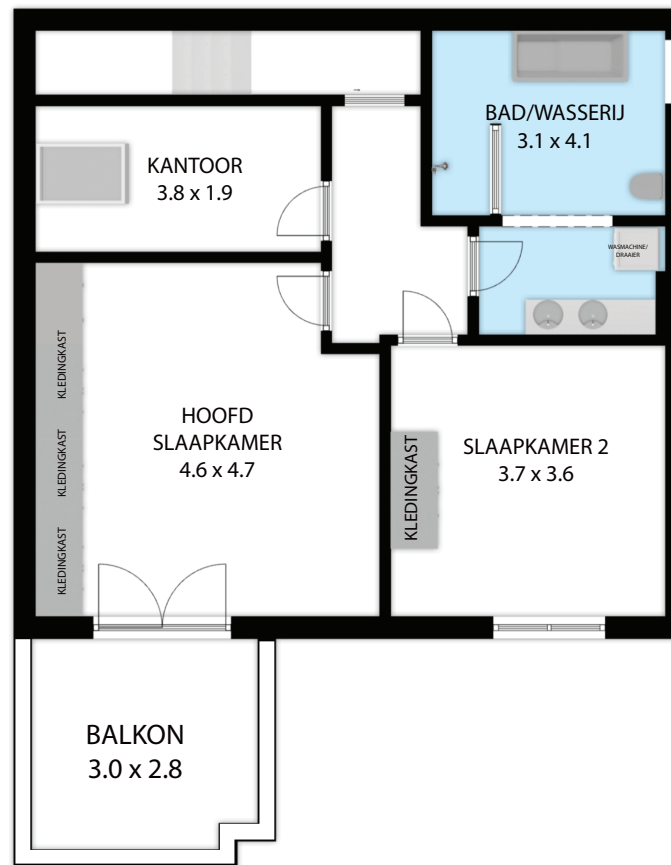 BAD/WASSERIJ
3.1 x 4.1
KANTOOR
3.8 x 1.9
WASMACHINE/
DRAAIER
KLEDINGKAST
KLEDINGKAST
KLEDINGKAST
HOOFD
SLAAPKAMER
4.6 x 4.7
KLEDINGKAST
SLAAPKAMER 2
3.7 x 3.6
BALKON
3.0 x 2.8